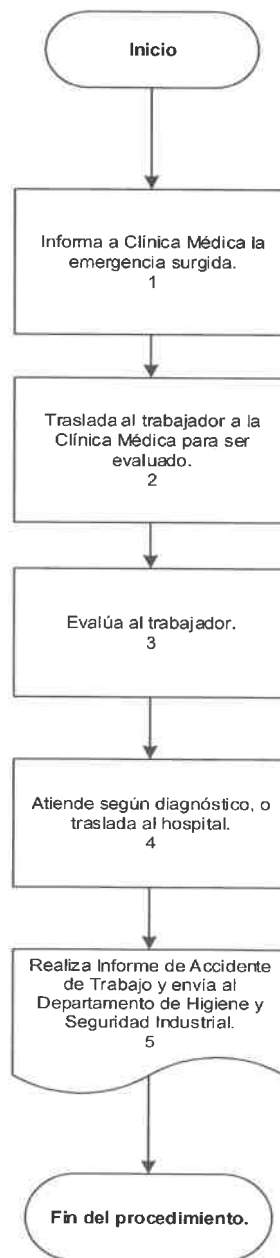 Inicio
Informa a Clínica Médica la
emergencia surgida.
1
Traslada al trabajador a la
Clínica Médica para ser
evaluado.
2
Evalúa al trabajador.
3
Atiende según diagnóstico, o
traslada al hospital.
4
Realiza Informe de Accidente
de Trabajo y envía al
Departamento de Higiene y
Seguridad Industrial.
5
Fin del procedimiento.